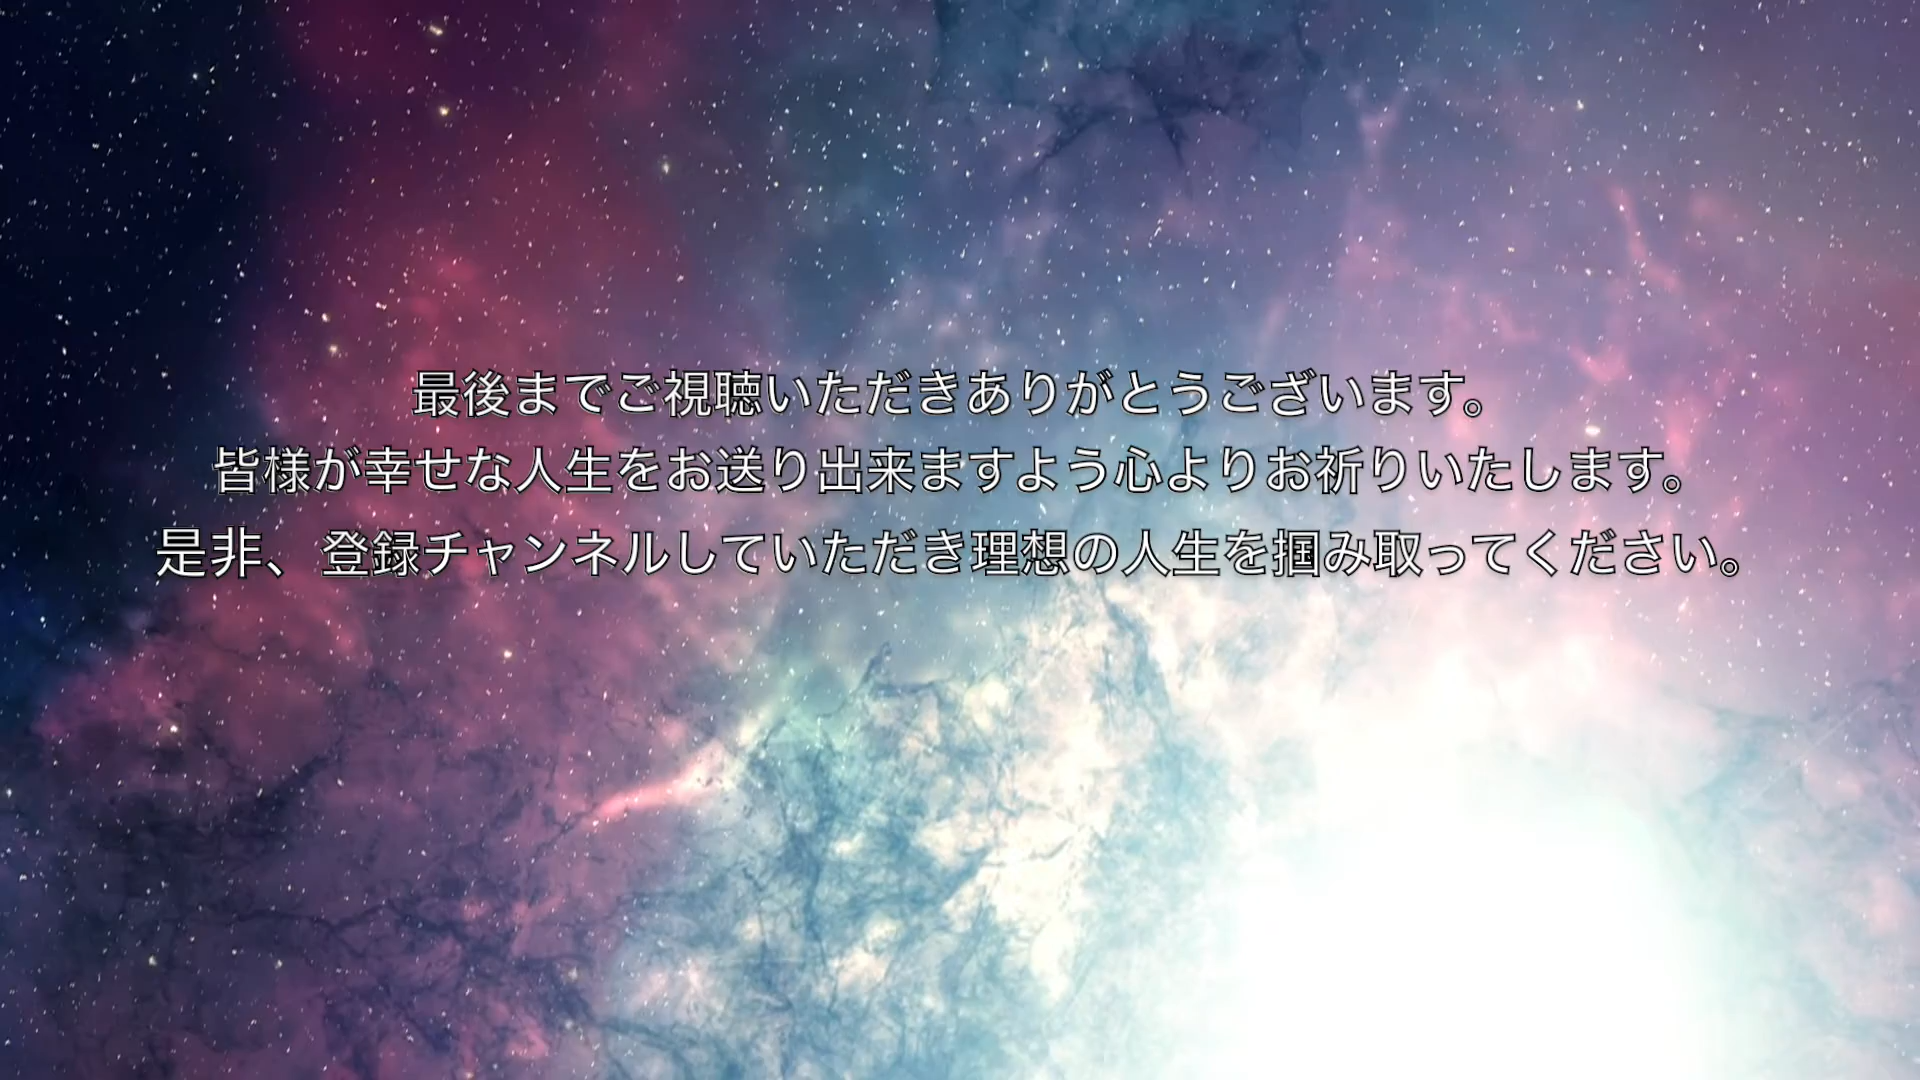 最後までご視聴いただきありがとうございます。
皆様が幸せな人生をお送り出来ますよう心よりお祈りいたします。
是非、登録チャンネルしていただき理想の人生を掴み取ってください。